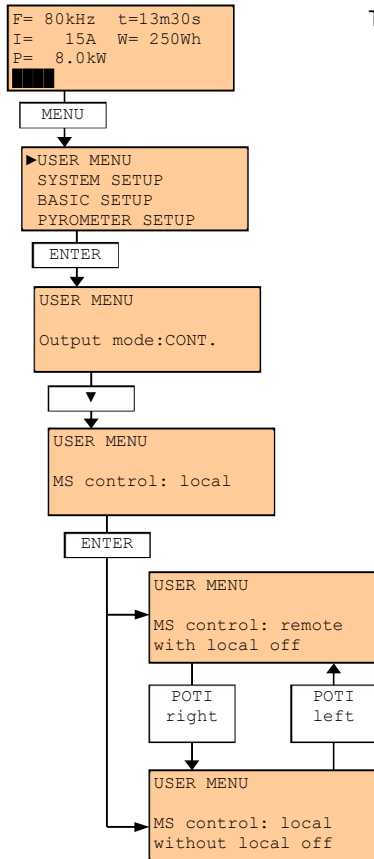 F= 80kHz t=13m30s
I= 15A W= 250Wh
P= 8.0kW
MENU
►USER MENU
SYSTEM SETUP
BASIC SETUP
PYROMETER SETUP
ENTER
USER MENU
Output mode:CONT.
▼
USER MENU
MS control: local
ENTER
USER MENU
MS control: remote
with local off
POTI
right
POTI
left
USER MENU
MS control: local
without local off